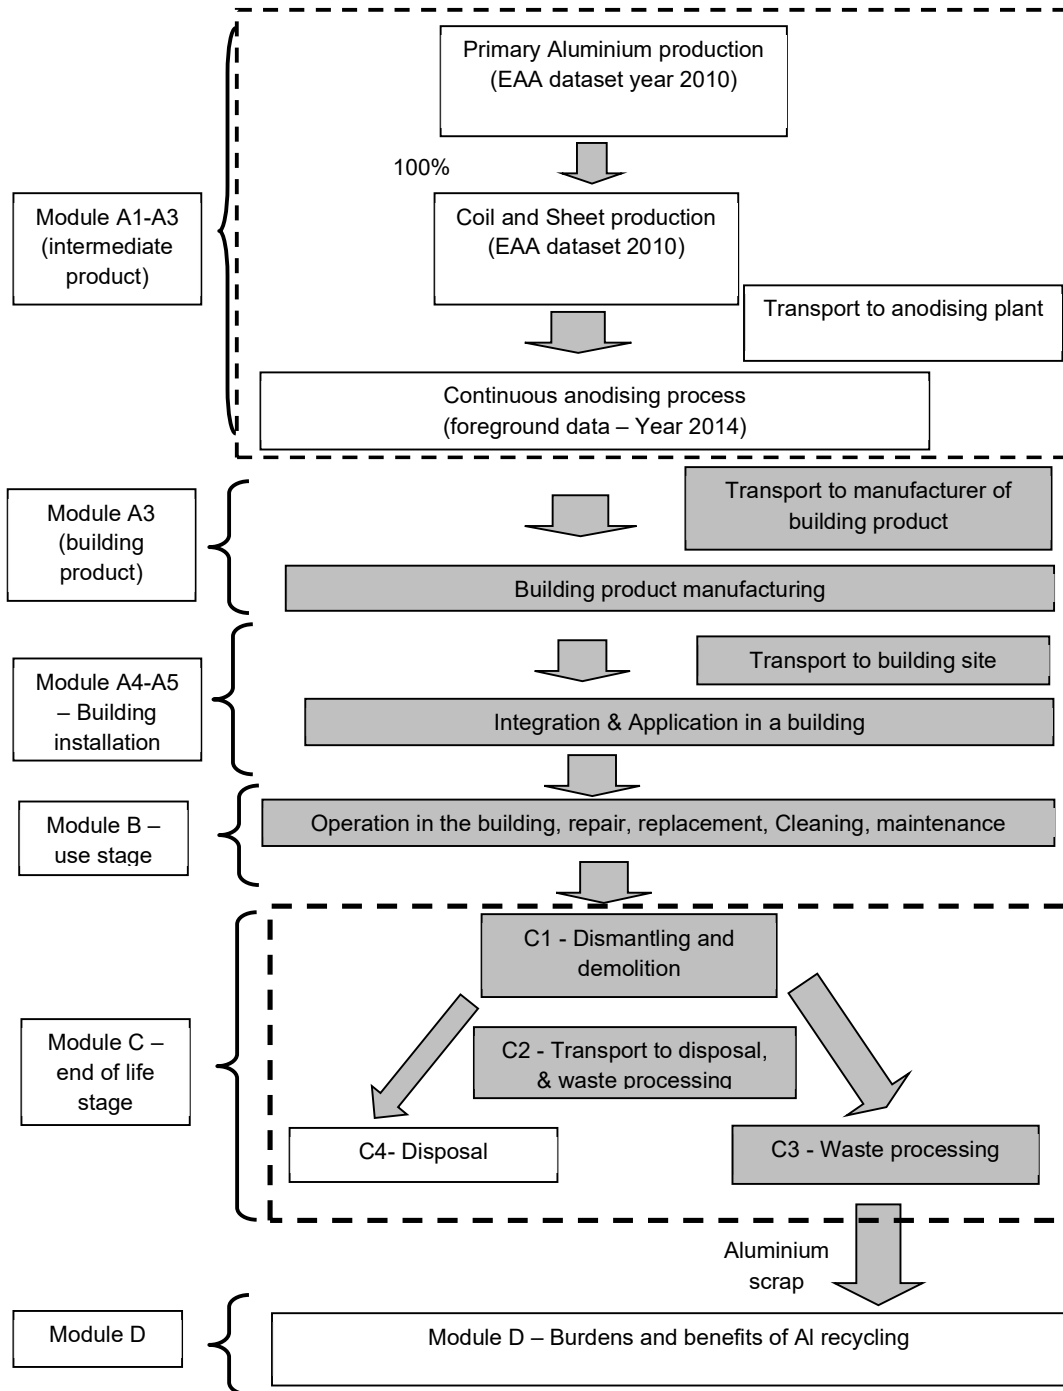 Primary Aluminium production
(EAA dataset year 2010)
100%
Module A1-A3
(intermediate
product)
Coil and Sheet production
(EAA dataset 2010)
Transport to anodising plant
Continuous anodising process
(foreground data – Year 2014)
Module A3
(building
product)
Transport to manufacturer of
building product
Building product manufacturing
Module A4-A5
– Building
installation
Transport to building site
Integration & Application in a building
Module B –
use stage
Operation in the building, repair, replacement, Cleaning, maintenance
Module C –
end of life
stage
C1 - Dismantling and
demolition
C2 - Transport to disposal,
& waste processing
C4- Disposal
C3 - Waste processing
Aluminium
scrap
Module D
Module D – Burdens and benefits of Al recycling